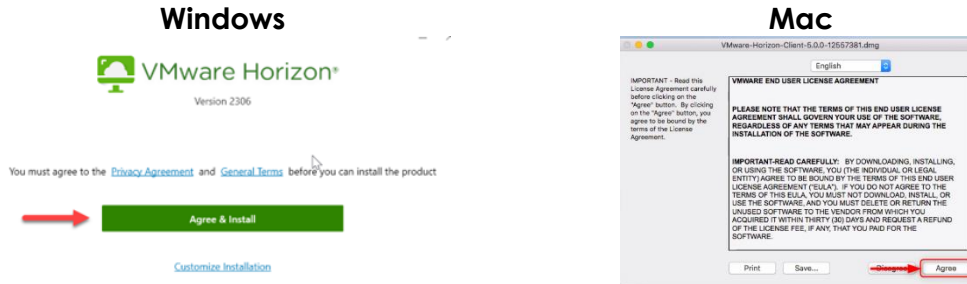 Windows
VMware Horizon®
Version 2306
You must agree to the Privacy Agreement and General Terms before you can install the product
Agree & Install
Customize Installation
Mac
VMware-Horizon-Client-5.0.0-12557381.dmg
English
IMPORTANT - Read this
License Agreement carefully
before clicking on the
"Agree" button. By clicking
on the "Agree" button, you
agree to be bound by the
terms of the License
Agreement.
VMWARE END USER LICENSE AGREEMENT
PLEASE NOTE THAT THE TERMS OF THIS END USER LICENSE
AGREEMENT SHALL GOVERN YOUR USE OF THE SOFTWARE,
REGARDLESS OF ANY TERMS THAT MAY APPEAR DURING THE
INSTALLATION OF THE SOFTWARE.
IMPORTANT-READ CAREFULLY: BY DOWNLOADING, INSTALLING,
OR USING THE SOFTWARE, YOU (THE INDIVIDUAL OR LEGAL
ENTITY) AGREE TO BE BOUND BY THE TERMS OF THIS END USER
LICENSE AGREEMENT ("EULA"). IF YOU DO NOT AGREE TO THE
TERMS OF THIS EULA, YOU MUST NOT DOWNLOAD, INSTALL, OR
USE THE SOFTWARE, AND YOU MUST DELETE OR RETURN THE
UNUSED SOFTWARE TO THE VENDOR FROM WHICH YOU
ACQUIRED IT WITHIN THIRTY (30) DAYS AND REQUEST A REFUND
OF THE LICENSE FEE, IF ANY, THAT YOU PAID FOR THE
SOFTWARE.
Print
Save...
Disagree
Agree